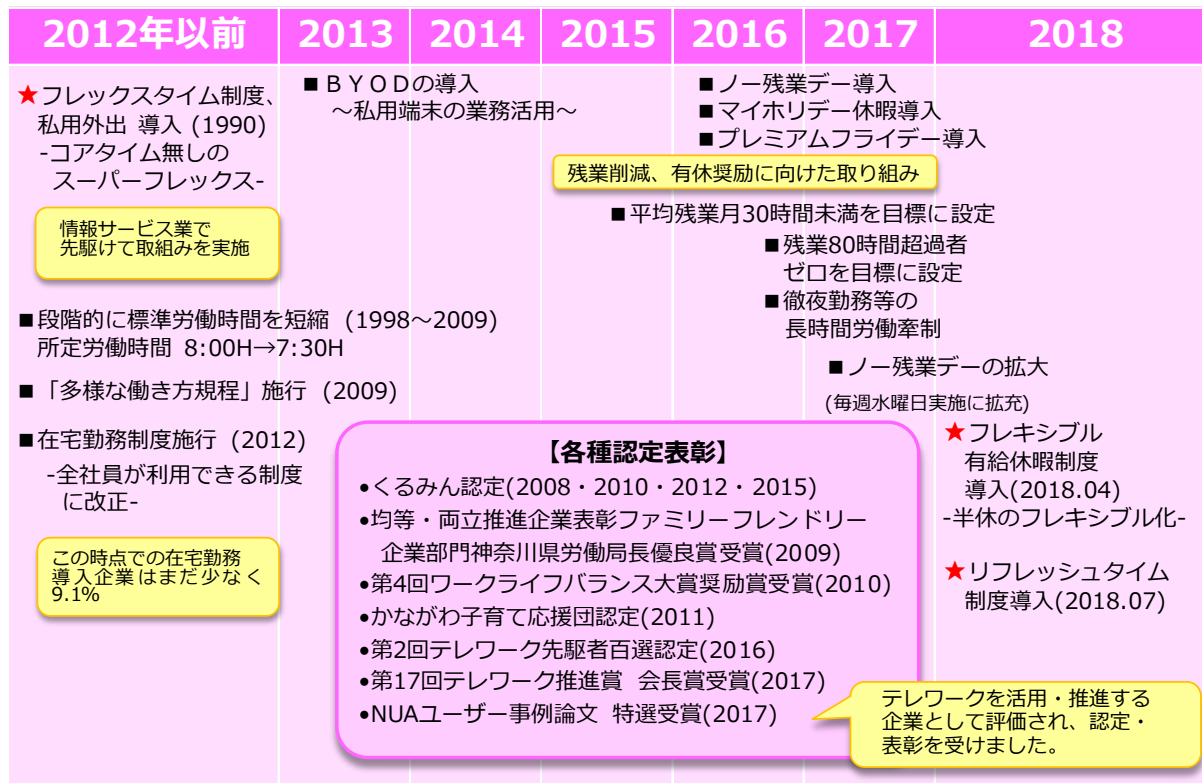 2012年以前 2013 2014 2015 2016 2017 2018
★フレックスタイム制度、
私用外出 導入 (1990)
-コアタイム無しの
スーパーフレックス-
情報サービス業で
先駆けて取組みを実施
■段階的に標準労働時間を短縮 (1998～2009)
所定労働時間 8:00H→7:30H
■「多様な働き方規程」施行 (2009)
■在宅勤務制度施行 (2012)
-全社員が利用できる制度
に改正-
この時点での在宅勤務
導入企業はまだ少なく
9.1%
■ＢＹＯＤの導入
～私用端末の業務活用～
■ノー残業デー導入
■マイホリデー休暇導入
■プレミアムフライデー導入
残業削減、有休奨励に向けた取り組み
■平均残業月30時間未満を目標に設定
■残業80時間超過者
ゼロを目標に設定
■徹夜勤務等の
長時間労働牽制
■ノー残業デーの拡大
(毎週水曜日実施に拡充)
★フレキシブル
有給休暇制度
導入(2018.04)
-半休のフレキシブル化-
★リフレッシュタイム
制度導入(2018.07)
【各種認定表彰】
•くるみん認定(2008・2010・2012・2015)
•均等・両立推進企業表彰ファミリーフレンドリー
企業部門神奈川県労働局長優良賞受賞(2009)
•第4回ワークライフバランス大賞奨励賞受賞(2010)
•かながわ子育て応援団認定(2011)
•第2回テレワーク先駆者百選認定(2016)
•第17回テレワーク推進賞 会長賞受賞(2017)
•NUAユーザー事例論文 特選受賞(2017)
テレワークを活用・推進する
企業として評価され、認定・
表彰を受けました。